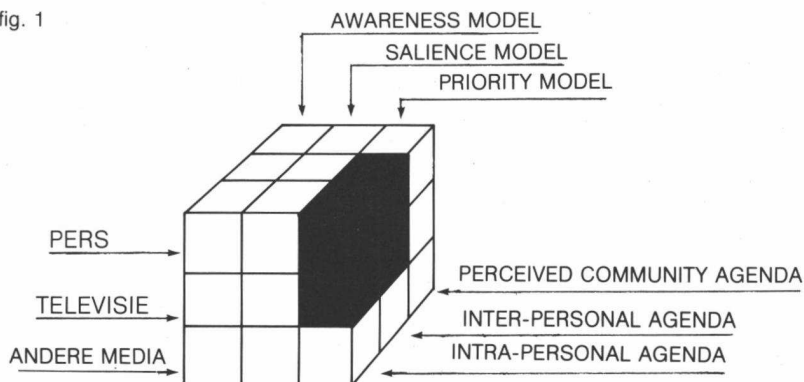 fig. 1
AWARENESS MODEL
SALIENCE MODEL
PRIORITY MODEL
PERS
TELEVISIE
ANDERE MEDIA
PERCEIVED COMMUNITY AGENDA
INTER-PERSONAL AGENDA
INTRA-PERSONAL AGENDA